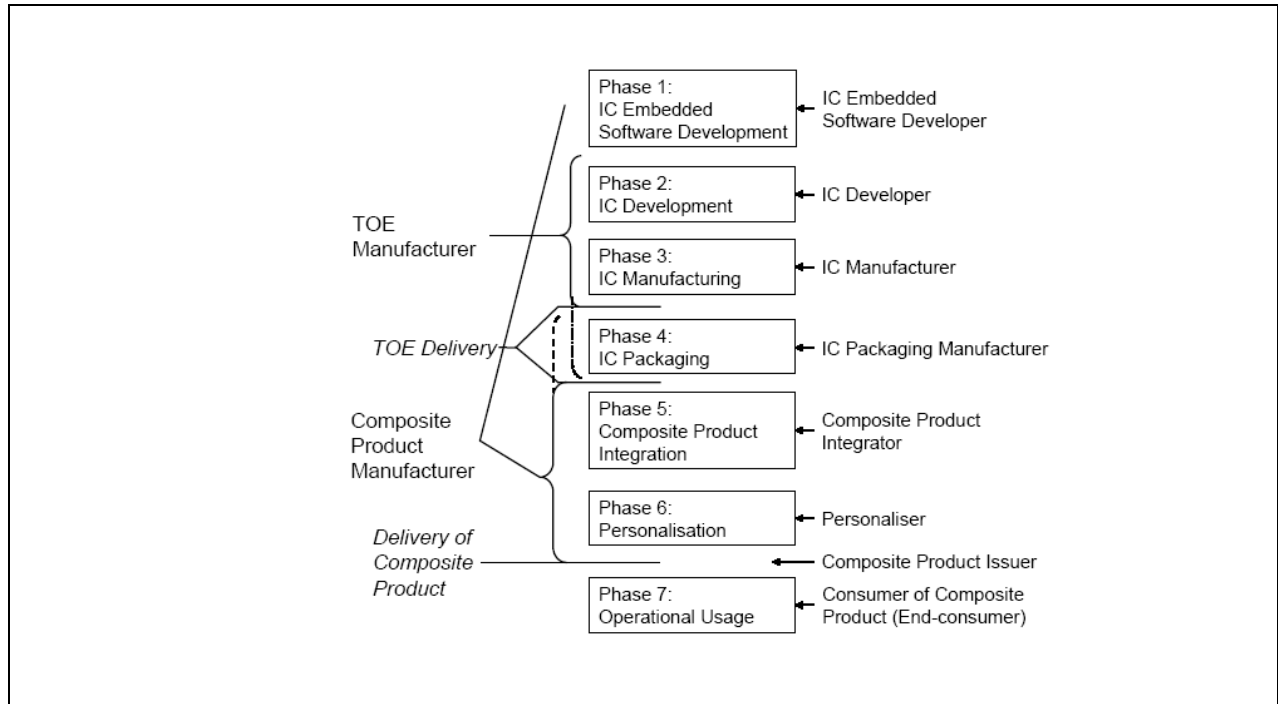 Phase 1:
IC Embedded
Software Development
IC Embedded
Software Developer
Phase 2:
IC Development
IC Developer
TOE
Manufacturer
Phase 3:
IC Manufacturing
IC Manufacturer
TOE Delivery
Phase 4:
IC Packaging
IC Packaging Manufacturer
Composite
Product
Manufacturer
Phase 5:
Composite Product
Integration
Composite Product
Integrator
Phase 6:
Personalisation
Personaliser
Delivery of
Composite
Product
Composite Product Issuer
Phase 7:
Operational Usage
Consumer of Composite
Product (End-consumer)